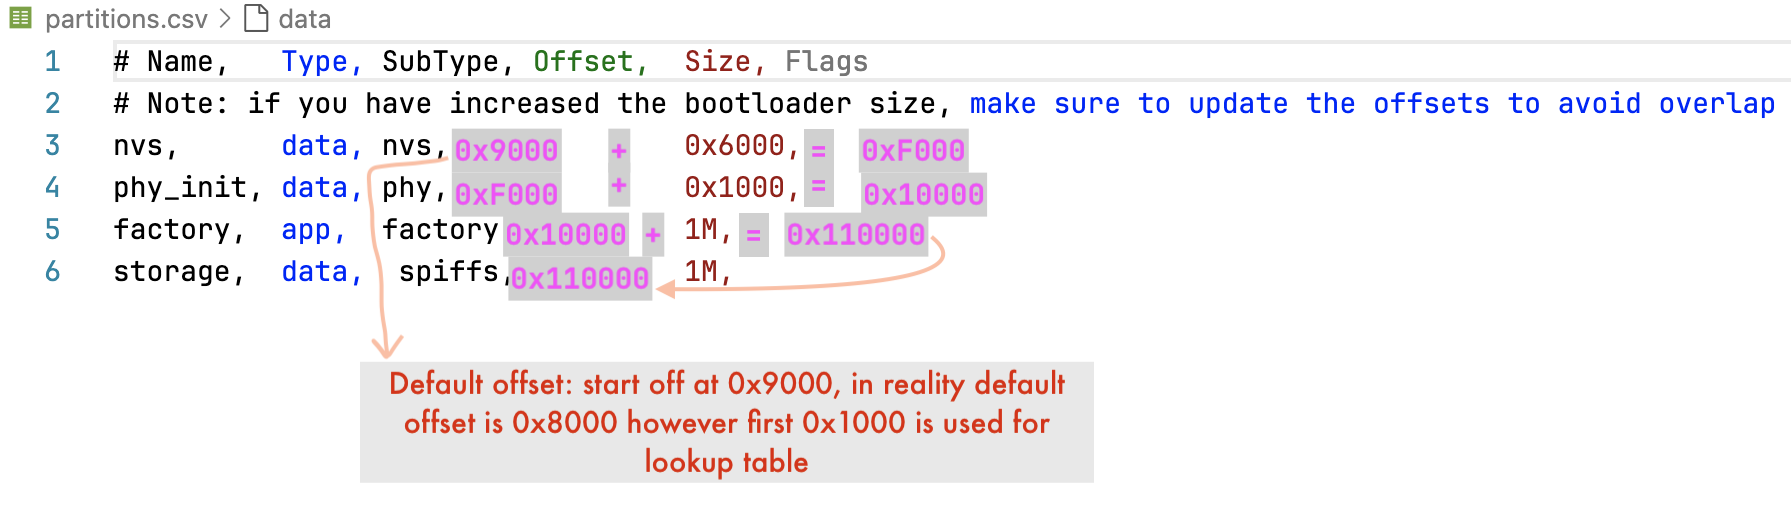 partitions.csv > data
1 # Name, Type, SubType, Offset, Size, Flags
2 # Note: if you have increased the bootloader size, make sure to update the offsets to avoid overlap
3 nvs, data, nvs, 0x9000 + 0x6000, = 0xF000
4 phy_init, data, phy, 0xF000 + 0x1000, = 0x10000
5 factory, app, factory 0x10000 + 1M, = 0x110000
6 storage, data, spiffs, 0x110000 1M,
Default offset: start off at 0x9000, in reality default
offset is 0x8000 however first 0x1000 is used for
lookup table